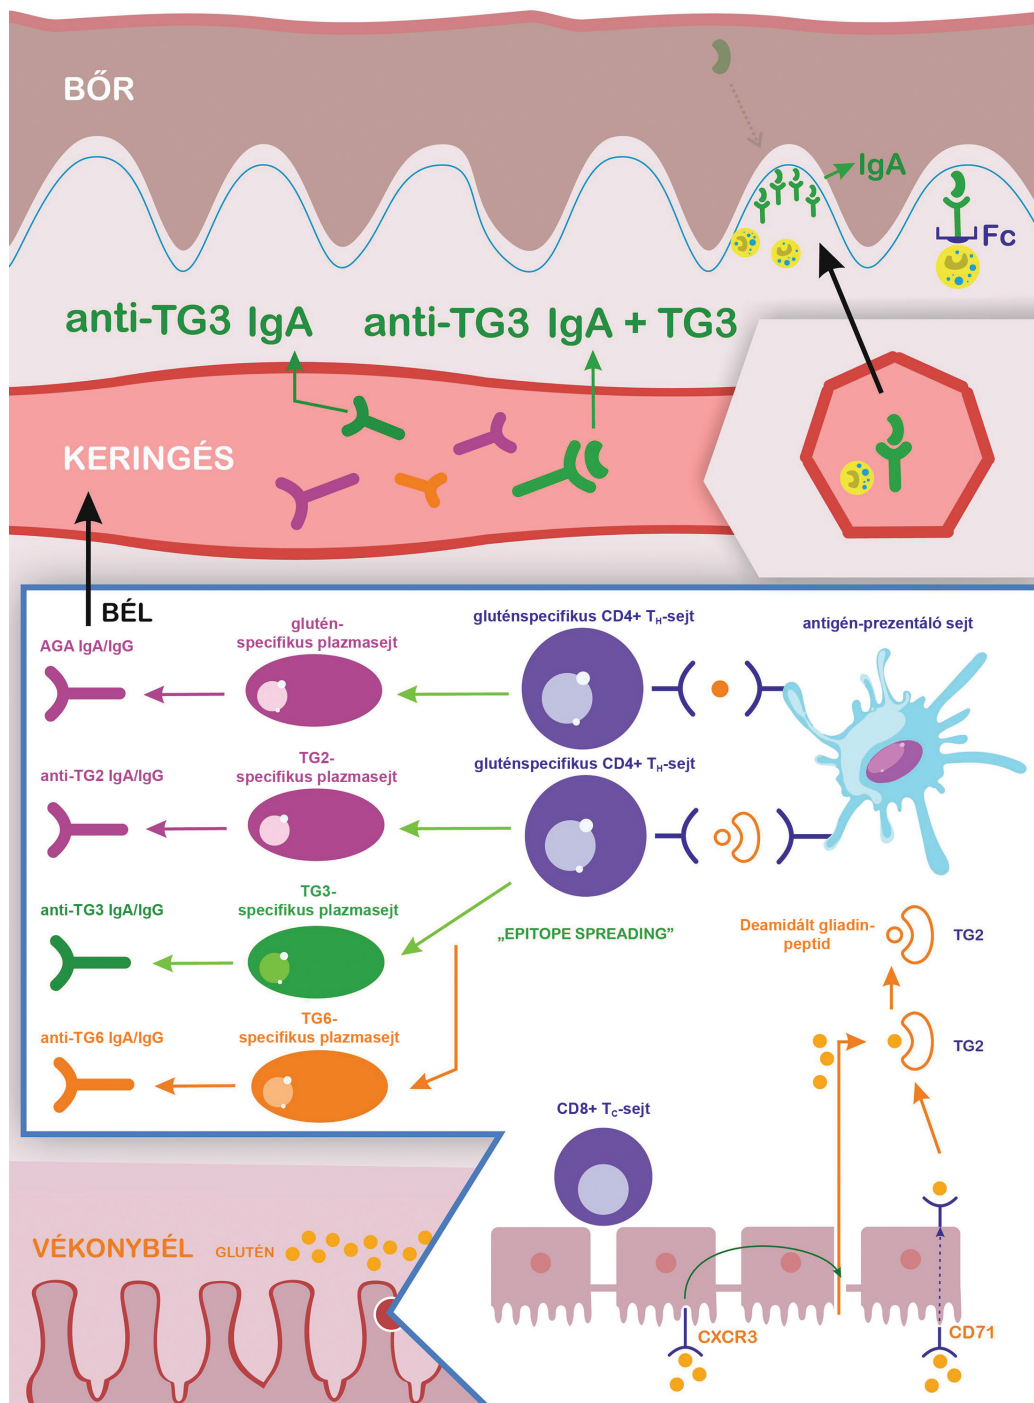 BŐR
IgA
Fc
anti-TG3 IgA
anti-TG3 IgA + TG3
KERINGÉS
BÉL
AGA IgA/IgG
glutén-
specifikus plazmasejt
gluténspecifikus CD4+ TH-sejt
antigén-prezentáló sejt
anti-TG2 IgA/IgG
TG2-
specifikus plazmasejt
gluténspecifikus CD4+ TH-sejt
anti-TG3 IgA/IgG
TG3-
specifikus plazmasejt
„EPITOPE SPREADING”
Deamidált gliadin-
peptid
TG2
anti-TG6 IgA/IgG
TG6-
specifikus plazmasejt
TG2
CD8+ TC-sejt
VÉKONYBÉL
GLUTÉN
CXCR3
CD71